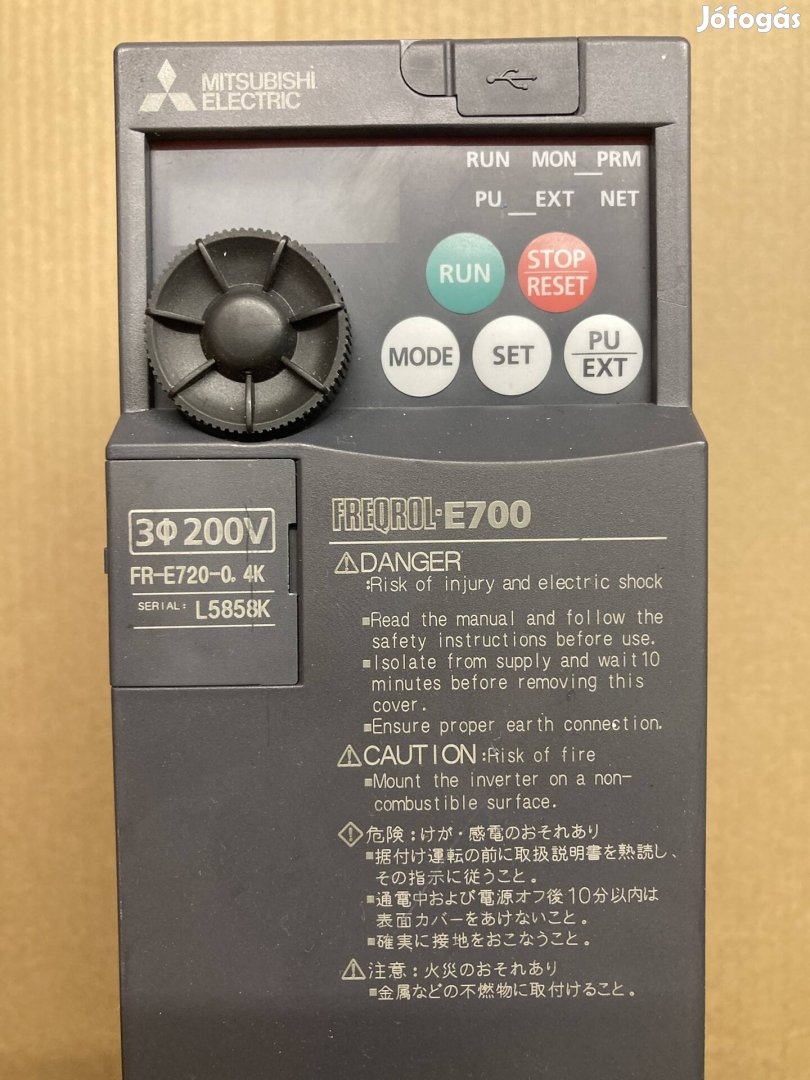 Jófogás
MITSUBISHI
ELECTRIC
RUN MON PRM
PU EXT NET
RUN
STOP
RESET
MODE
SET
PU
EXT
3Φ 200V
FR-E720-0.4K
SERIAL: L5858K
FREQROL-E700
⚠DANGER
:Risk of injury and electric shock
■Read the manual and follow the
safety instructions before use.
■Isolate from supply and wait10
minutes before removing this
cover.
■Ensure proper earth connection.
⚠CAUTION:Risk of fire
■Mount the inverter on a non-
combustible surface.
危険:けが・感電のおそれあり
■据付け運転の前に取扱説明書を熟読し、
その指示に従うこと。
■通電中および電源オフ後10分以内は
表面カバーをあけないこと。
■確実に接地をおこなうこと。
⚠注意:火災のおそれあり
■金属などの不燃物に取付けること。